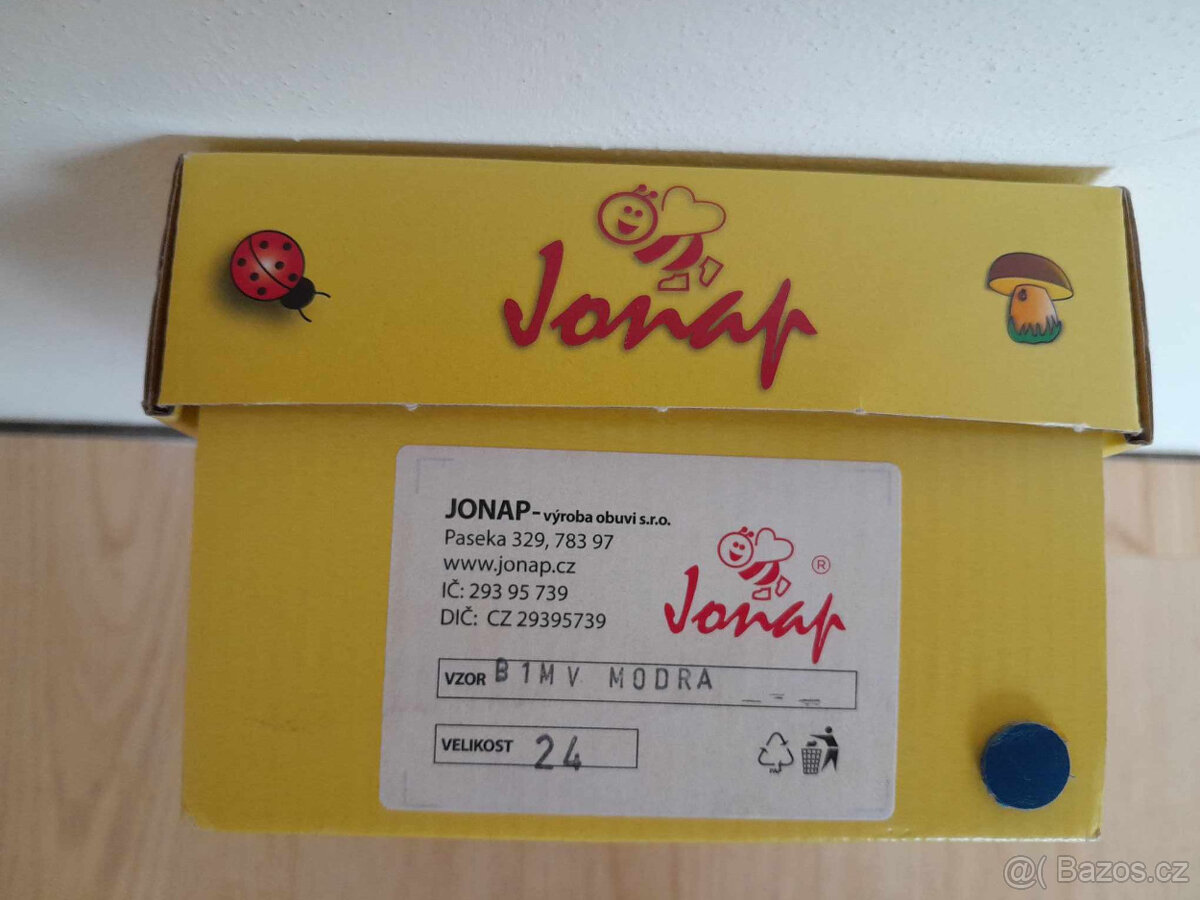 Jonap
JONAP-výroba obuvi s.r.o.
Paseka 329, 783 97
www.jonap.cz
IČ: 293 95 739
DIČ: CZ 29395739
Jonap ®
VZOR B1MV MODRA
VELIKOST 24
PAP
@( Bazos.cz